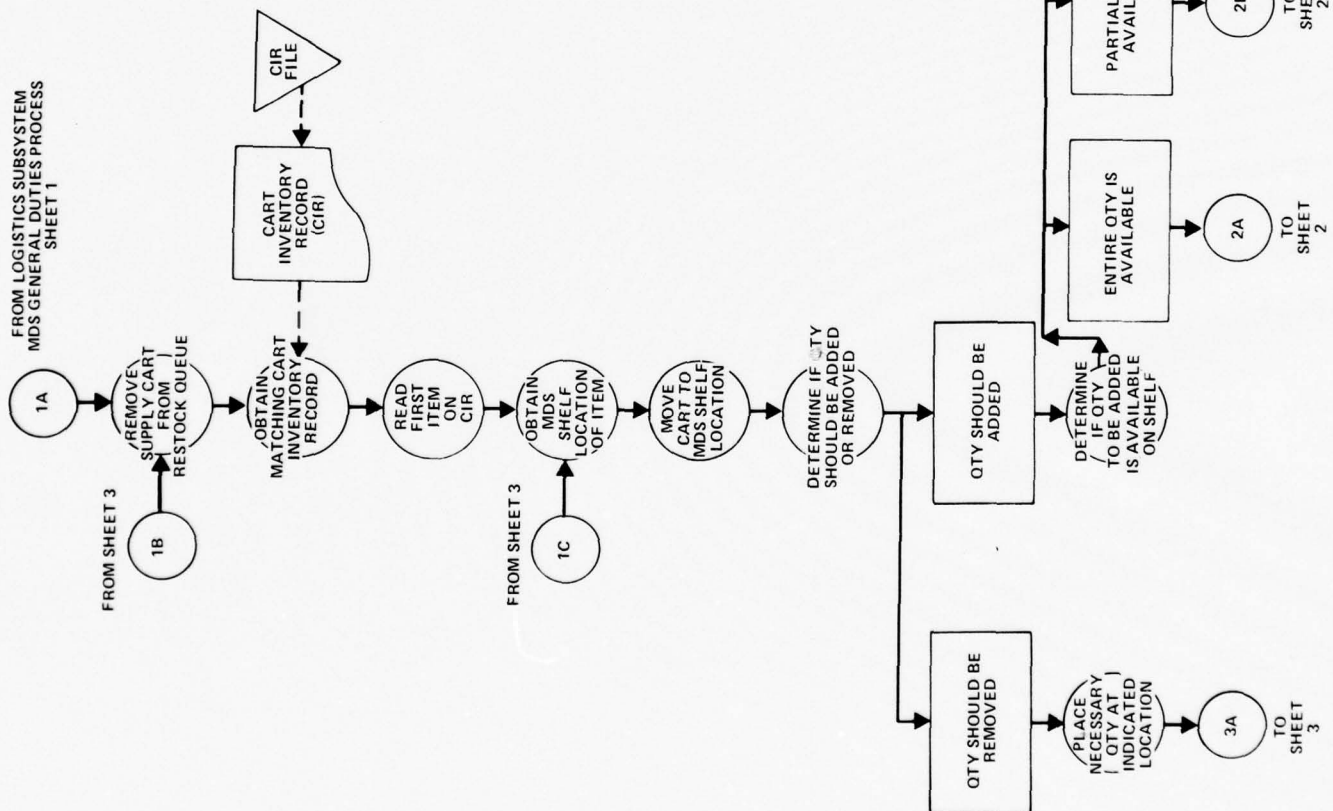 FROM LOGISTICS SUBSYSTEM
MDS GENERAL DUTIES PROCESS
SHEET 1
1A
FROM SHEET 3
1B
REMOVE
SUPPLY CART
FROM
RESTOCK QUEUE
OBTAIN
MATCHING CART
INVENTORY
RECORD
CART
INVENTORY
RECORD
(CIR)
CIR
FILE
READ
FIRST
ITEM
ON
CIR
FROM SHEET 3
1C
OBTAIN
MDS
SHELF
LOCATION
OF ITEM
MOVE
CART TO
MDS SHELF
LOCATION
DETERMINE IF QTY
SHOULD BE ADDED
OR REMOVED
QTY SHOULD BE
REMOVED
QTY SHOULD BE
ADDED
PLACE
NECESSARY
QTY AT
INDICATED
LOCATION
3A
TO
SHEET
3
DETERMINE
IF QTY
TO BE ADDED
IS AVAILABLE
ON SHELF
ENTIRE QTY IS
AVAILABLE
2A
TO
SHEET
2
PARTIAL
AVAIL
2